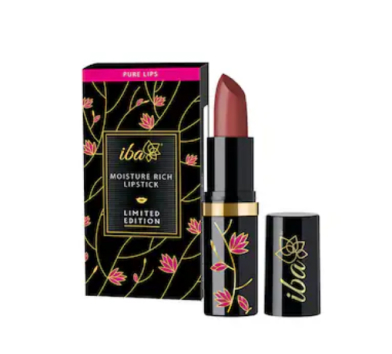 PURE LIPS
iba
MOISTURE RICH
LIPSTICK
LIMITED
EDITION
iba